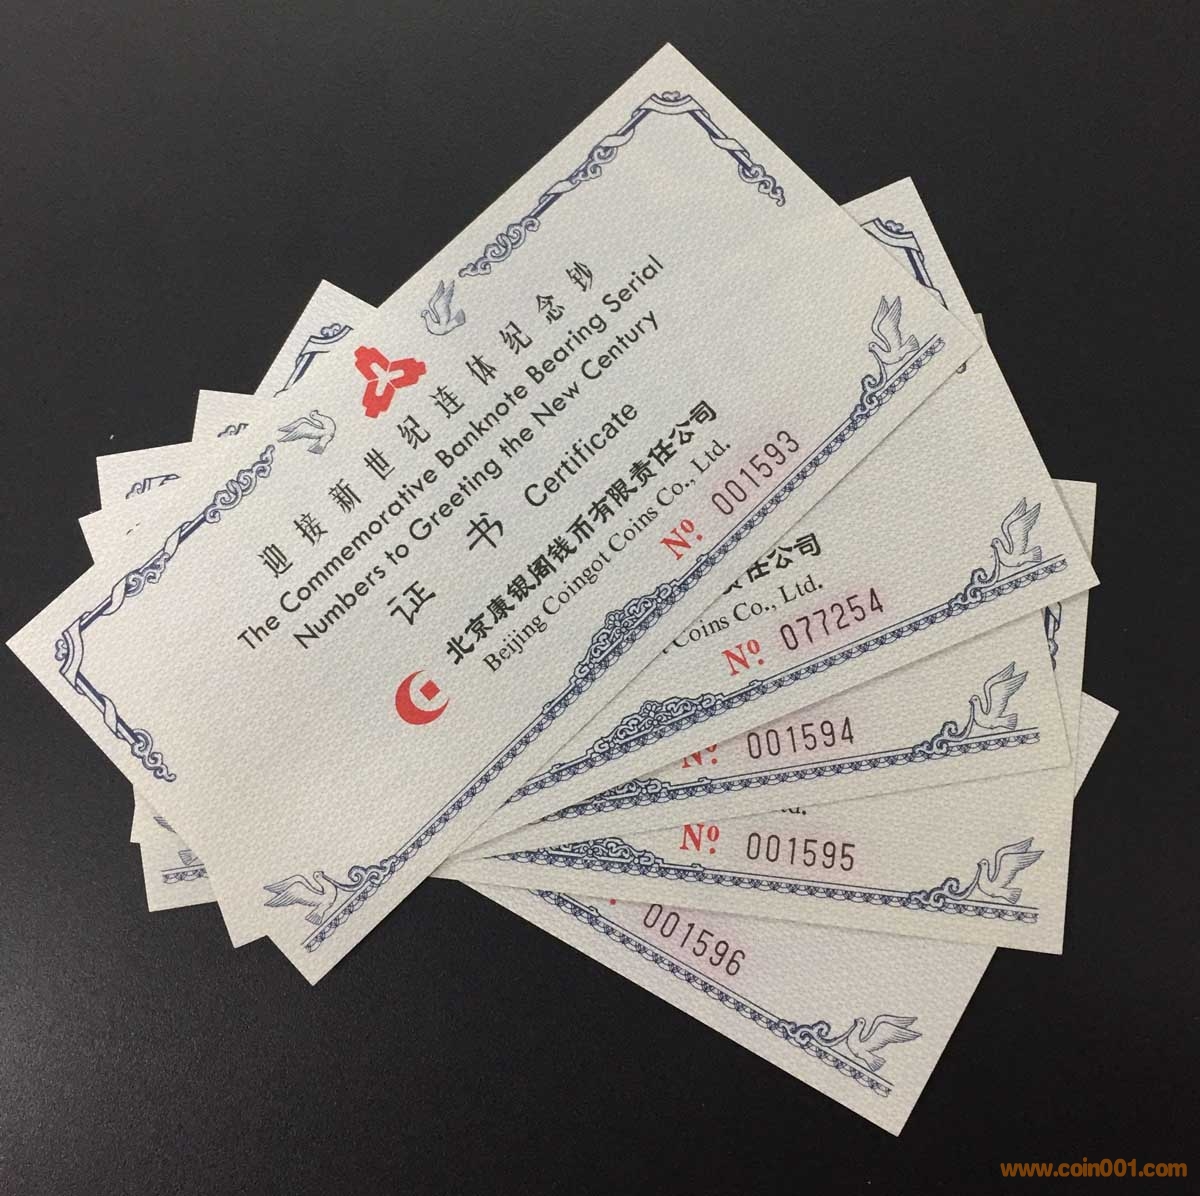 迎接新世纪连体纪念钞
The Commemorative Banknote Bearing Serial
Numbers to Greeting the New Century
证 书 Certificate
北京康银阁钱币有限责任公司
Beijing Coingot Coins Co., Ltd.
Nº 001593
责任公司
Coins Co., Ltd.
Nº 077254
Nº 001594
Ltd.
Nº 001595
001596
www.coin001.com